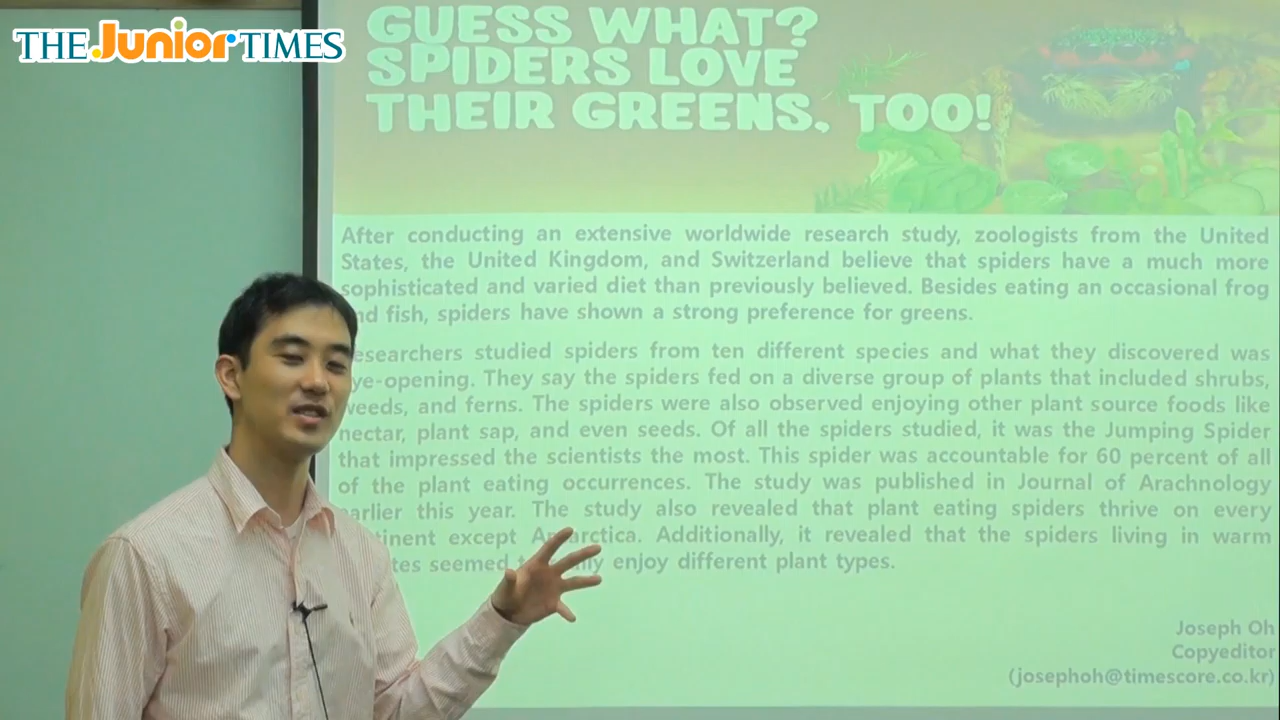 THE Junior TIMES
GUESS WHAT?
SPIDERS LOVE
THEIR GREENS, TOO!
After conducting an extensive worldwide research study, zoologists from the United
States, the United Kingdom, and Switzerland believe that spiders have a much more
sophisticated and varied diet than previously believed. Besides eating an occasional frog
fish, spiders have shown a strong preference for greens.
studied spiders from ten different species and what they discovered was
They say the spiders fed on a diverse group of plants that included shrubs,
weeds, and ferns. The spiders were also observed enjoying other plant source foods like
nectar, plant sap, and even seeds. Of all the spiders studied, it was the Jumping Spider
that impressed the scientists the most. This spider was accountable for 60 percent of all
of the plant eating occurrences. The study was published in Journal of Arachnology
this year. The study also revealed that plant eating spiders thrive on every
except Antarctica. Additionally, it revealed that the spiders living in warm
seemed enjoy different plant types.
Joseph Oh
Copyeditor
(josephoh@timescore.co.kr)